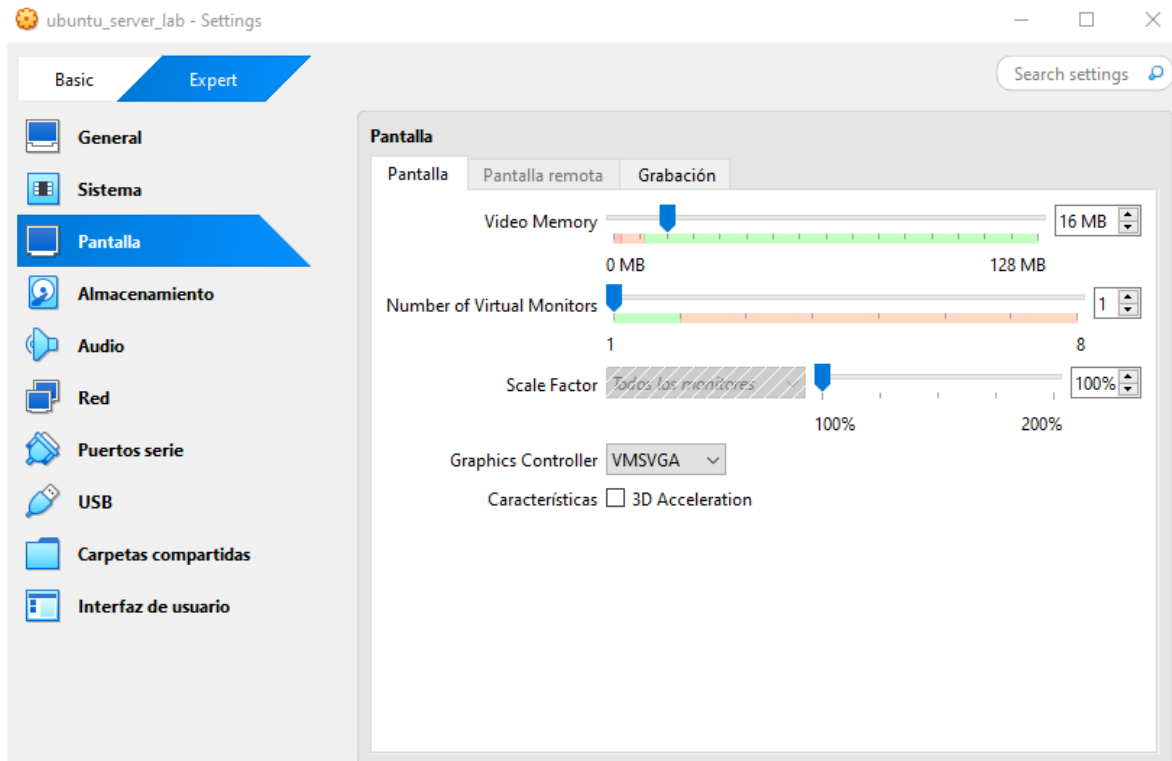 ubuntu_server_lab - Settings
Basic
Expert
Search settings
General
Sistema
Pantalla
Almacenamiento
Audio
Red
Puertos serie
USB
Carpetas compartidas
Interfaz de usuario
Pantalla
Pantalla
Pantalla remota
Grabación
Video Memory
16 MB
0 MB
128 MB
Number of Virtual Monitors
1
1
8
Scale Factor
Todos los monitores
100%
100%
200%
Graphics Controller
VMSVGA
Características
3D Acceleration